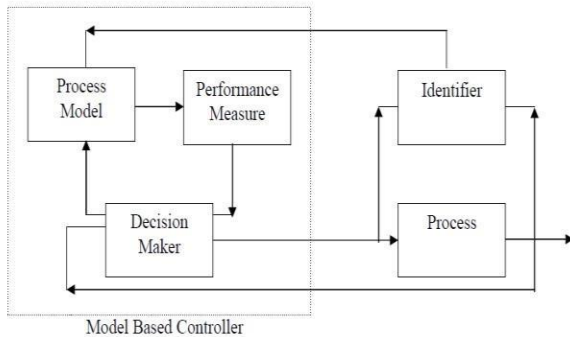 Process
Model
Performance
Measure
Identifier
Decision
Maker
Process
Model Based Controller